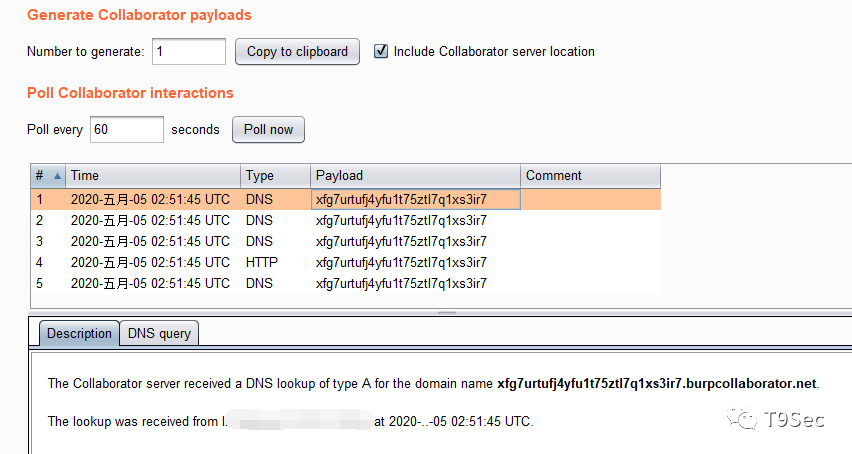 Generate Collaborator payloads
Number to generate: 1 Copy to clipboard Include Collaborator server location
Poll Collaborator interactions
Poll every 60 seconds Poll now
# Time Type Payload Comment
1 2020-五月-05 02:51:45 UTC DNS xfg7urtufj4yfu1t75ztl7q1xs3ir7
2 2020-五月-05 02:51:45 UTC DNS xfg7urtufj4yfu1t75ztl7q1xs3ir7
3 2020-五月-05 02:51:45 UTC DNS xfg7urtufj4yfu1t75ztl7q1xs3ir7
4 2020-五月-05 02:51:45 UTC HTTP xfg7urtufj4yfu1t75ztl7q1xs3ir7
5 2020-五月-05 02:51:45 UTC DNS xfg7urtufj4yfu1t75ztl7q1xs3ir7
Description DNS query
The Collaborator server received a DNS lookup of type A for the domain name xfg7urtufj4yfu1t75ztl7q1xs3ir7.burpcollaborator.net.
The lookup was received from at 2020-..-05 02:51:45 UTC.
T9Sec